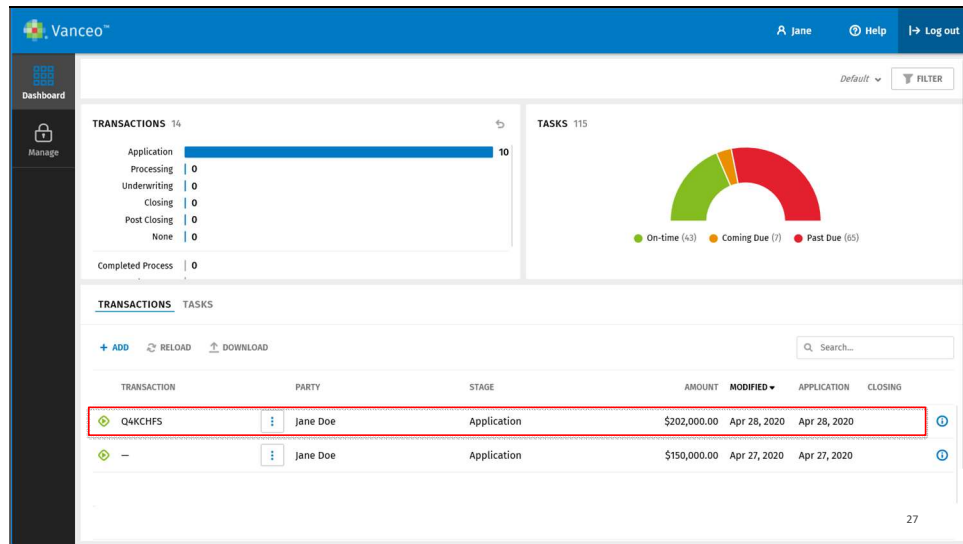 Vanceo™
Jane Help Log out
Dashboard
Manage
Default FILTER
TRANSACTIONS 14
Application 10
Processing 0
Underwriting 0
Closing 0
Post Closing 0
None 0
Completed Process 0
TASKS 115
On-time (43) Coming Due (7) Past Due (65)
TRANSACTIONS TASKS
+ ADD RELOAD DOWNLOAD
Search...
TRANSACTION PARTY STAGE AMOUNT MODIFIED APPLICATION CLOSING
Q4KCHFS Jane Doe Application $202,000.00 Apr 28, 2020 Apr 28, 2020
— Jane Doe Application $150,000.00 Apr 27, 2020 Apr 27, 2020
27